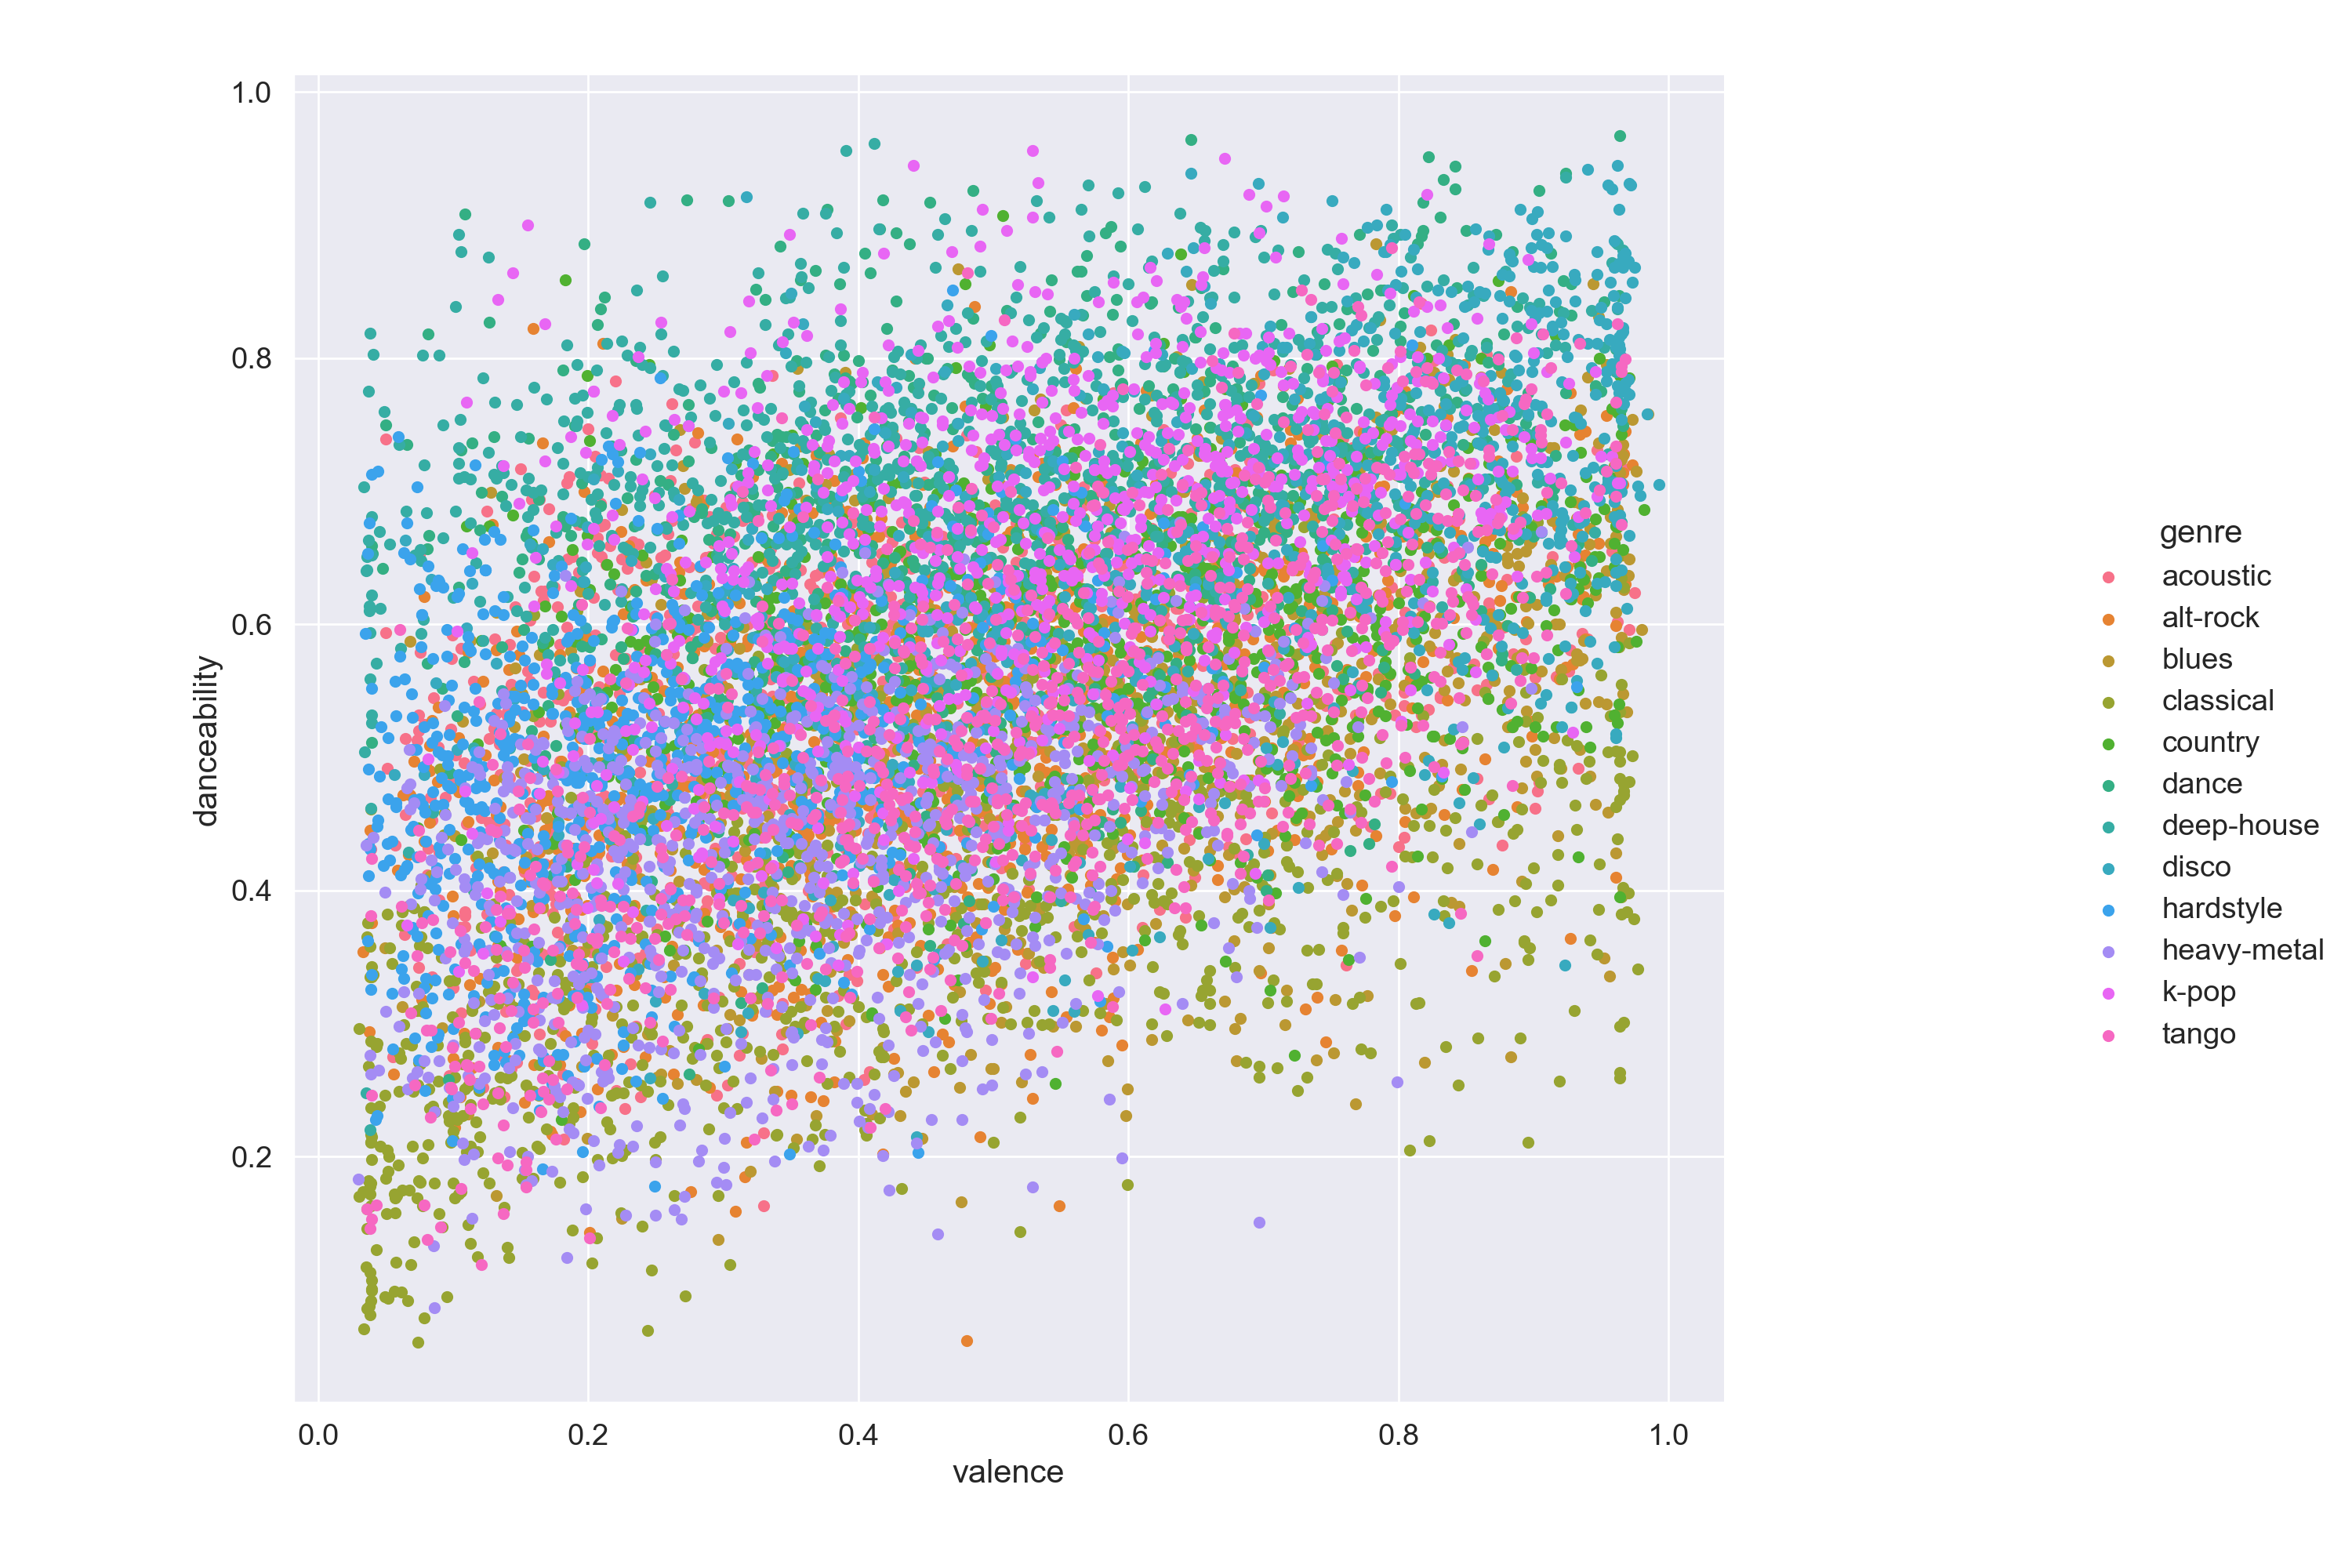 1.0
0.8
0.6
0.4
0.2
danceability
0.0 0.2 0.4 0.6 0.8 1.0
valence
genre
acoustic
alt-rock
blues
classical
country
dance
deep-house
disco
hardstyle
heavy-metal
k-pop
tango